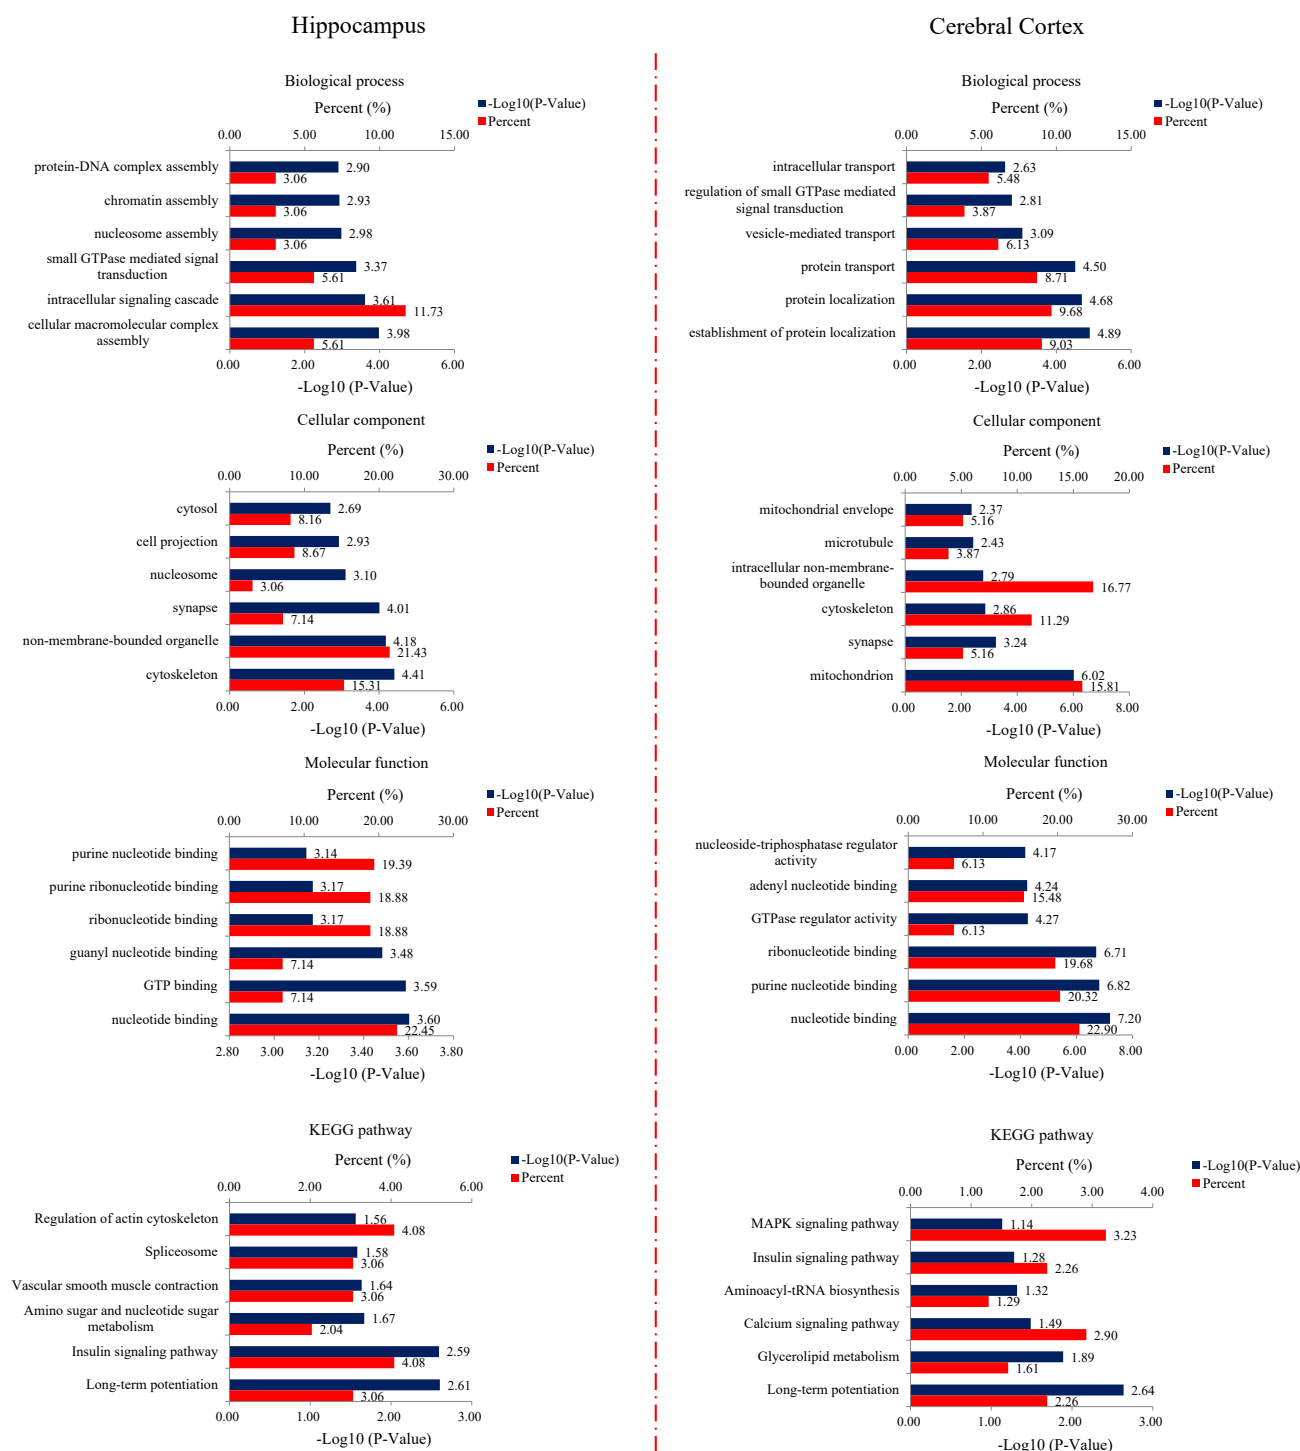 Hippocampus
Biological process
Percent (%)
-Log10(P-Value)
Percent
0.00 5.00 10.00 15.00
protein-DNA complex assembly 2.90
3.06
chromatin assembly 2.93
3.06
nucleosome assembly 2.98
3.06
small GTPase mediated signal
transduction
3.37
5.61
intracellular signaling cascade 3.61
11.73
cellular macromolecular complex
assembly
3.98
5.61
0.00 2.00 4.00 6.00
-Log10 (P-Value)
Cellular component
Percent (%)
-Log10(P-Value)
Percent
0.00 10.00 20.00 30.00
cytosol 2.69
8.16
cell projection 2.93
8.67
nucleosome 3.10
3.06
synapse 4.01
7.14
non-membrane-bounded organelle 4.18
21.43
cytoskeleton 4.41
15.31
0.00 2.00 4.00 6.00
-Log10 (P-Value)
Molecular function
Percent (%)
-Log10(P-Value)
Percent
0.00 10.00 20.00 30.00
purine nucleotide binding 3.14
19.39
purine ribonucleotide binding 3.17
18.88
ribonucleotide binding 3.17
18.88
guanyl nucleotide binding 3.48
7.14
GTP binding 3.59
7.14
nucleotide binding 3.60
22.45
2.80 3.00 3.20 3.40 3.60 3.80
-Log10 (P-Value)
KEGG pathway
Percent (%)
-Log10(P-Value)
Percent
0.00 2.00 4.00 6.00
Regulation of actin cytoskeleton 1.56
4.08
Spliceosome 1.58
3.06
Vascular smooth muscle contraction 1.64
3.06
Amino sugar and nucleotide sugar
metabolism
1.67
2.04
Insulin signaling pathway 2.59
4.08
Long-term potentiation 2.61
3.06
0.00 1.00 2.00 3.00
-Log10 (P-Value)
Cerebral Cortex
Biological process
Percent (%)
-Log10(P-Value)
Percent
0.00 5.00 10.00 15.00
intracellular transport 2.63
5.48
regulation of small GTPase mediated
signal transduction
2.81
3.87
vesicle-mediated transport 3.09
6.13
protein transport 4.50
8.71
protein localization 4.68
9.68
establishment of protein localization 4.89
9.03
0.00 2.00 4.00 6.00
-Log10 (P-Value)
Cellular component
Percent (%)
-Log10(P-Value)
Percent
0.00 5.00 10.00 15.00 20.00
mitochondrial envelope 2.37
5.16
microtubule 2.43
3.87
intracellular non-membrane-
bounded organelle
2.79
16.77
cytoskeleton 2.86
11.29
synapse 3.24
5.16
mitochondrion 6.02
15.81
0.00 2.00 4.00 6.00 8.00
-Log10 (P-Value)
Molecular function
Percent (%)
-Log10(P-Value)
Percent
0.00 10.00 20.00 30.00
nucleoside-triphosphatase regulator
activity
4.17
6.13
adenyl nucleotide binding 4.24
15.48
GTPase regulator activity 4.27
6.13
ribonucleotide binding 6.71
19.68
purine nucleotide binding 6.82
20.32
nucleotide binding 7.20
22.90
0.00 2.00 4.00 6.00 8.00
-Log10 (P-Value)
KEGG pathway
Percent (%)
-Log10(P-Value)
Percent
0.00 1.00 2.00 3.00 4.00
MAPK signaling pathway 1.14
3.23
Insulin signaling pathway 1.28
2.26
Aminoacyl-tRNA biosynthesis 1.32
1.29
Calcium signaling pathway 1.49
2.90
Glycerolipid metabolism 1.89
1.61
Long-term potentiation 2.64
2.26
0.00 1.00 2.00 3.00
-Log10 (P-Value)